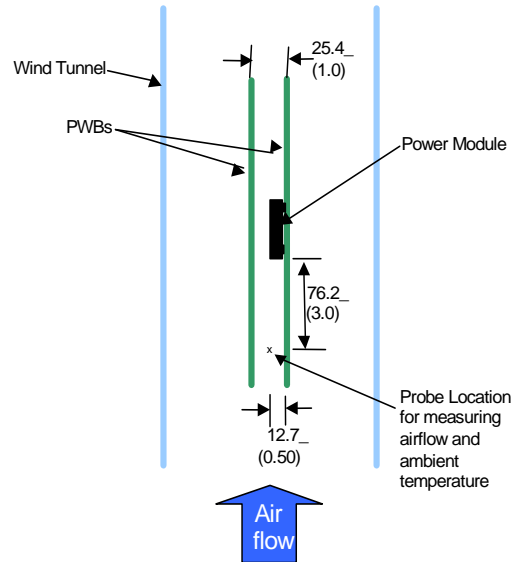 25.4_
(1.0)
Wind Tunnel
PWBs
Power Module
76.2_
(3.0)
x
Probe Location
for measuring
airflow and
ambient
temperature
12.7_
(0.50)
Air
flow